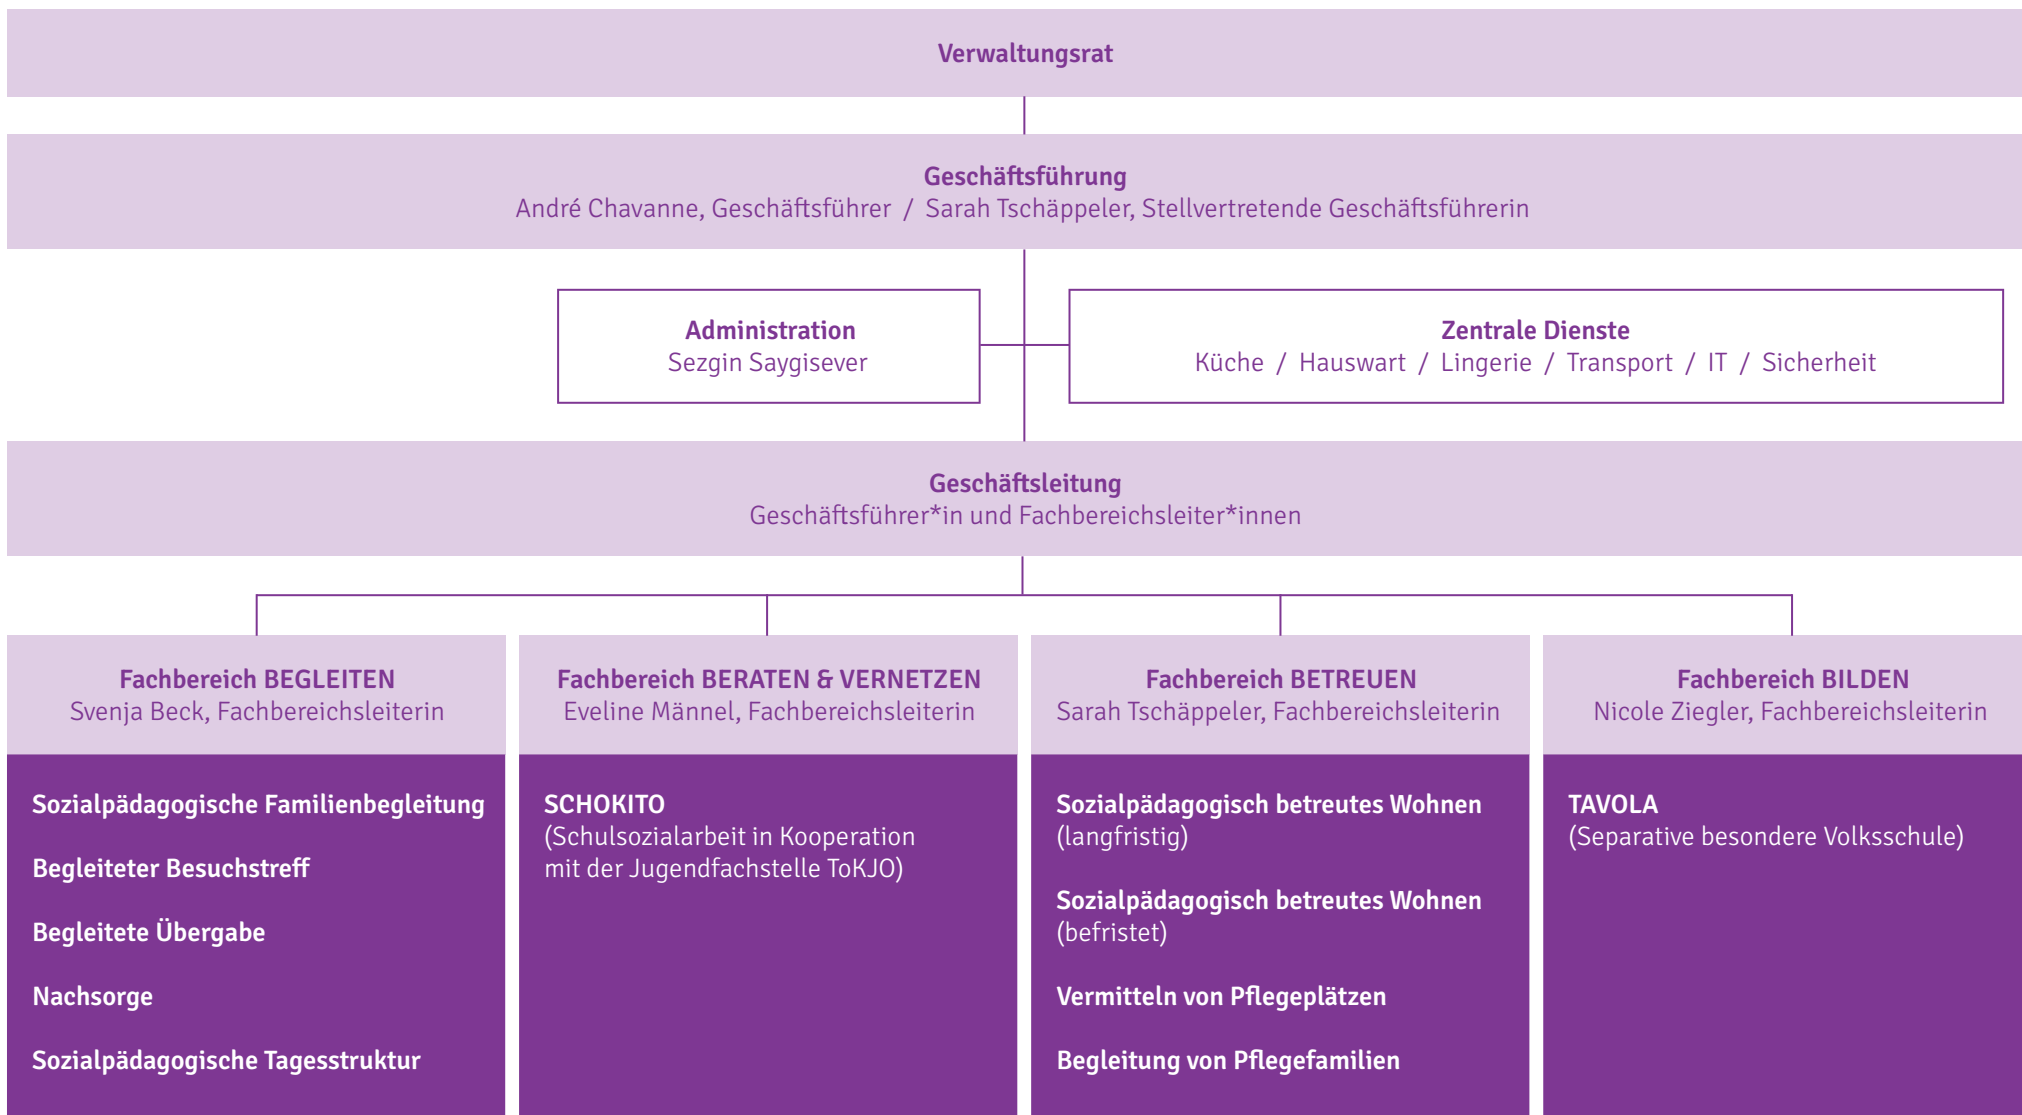 Verwaltungsrat
Geschäftsführung
André Chavanne, Geschäftsführer / Sarah Tschäppeler, Stellvertretende Geschäftsführerin
Administration
Sezgin Saygisever
Zentrale Dienste
Küche / Hauswart / Lingerie / Transport / IT / Sicherheit
Geschäftsleitung
Geschäftsführer*in und Fachbereichsleiter*innen
Fachbereich BEGLEITEN
Svenja Beck, Fachbereichsleiterin
Sozialpädagogische Familienbegleitung
Begleiteter Besuchstreff
Begleitete Übergabe
Nachsorge
Sozialpädagogische Tagesstruktur
Fachbereich BERATEN & VERNETZEN
Eveline Männel, Fachbereichsleiterin
SCHOKITO
(Schulsozialarbeit in Kooperation
mit der Jugendfachstelle ToKJO)
Fachbereich BETREUEN
Sarah Tschäppeler, Fachbereichsleiterin
Sozialpädagogisch betreutes Wohnen
(langfristig)
Sozialpädagogisch betreutes Wohnen
(befristet)
Vermitteln von Pflegeplätzen
Begleitung von Pflegefamilien
Fachbereich BILDEN
Nicole Ziegler, Fachbereichsleiterin
TAVOLA
(Separative besondere Volksschule)